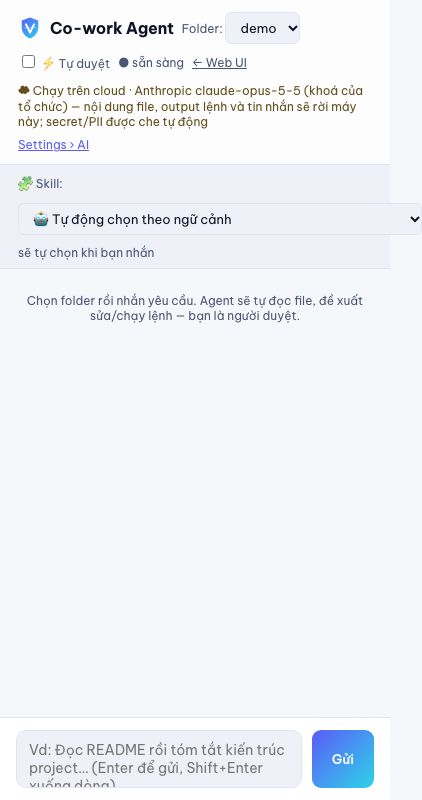 Co-work Agent Folder: demo
⚡ Tự duyệt ● sẵn sàng ← Web UI
Chạy trên cloud · Anthropic claude-opus-5-5 (khoá của
tổ chức) — nội dung file, output lệnh và tin nhắn sẽ rời máy
này; secret/PII được che tự động
Settings › AI
🧩 Skill:
🤖 Tự động chọn theo ngữ cảnh
sẽ tự chọn khi bạn nhắn
Chọn folder rồi nhắn yêu cầu. Agent sẽ tự đọc file, đề xuất
sửa/chạy lệnh — bạn là người duyệt.
Vd: Đọc README rồi tóm tắt kiến trúc
project... (Enter để gửi, Shift+Enter
xuống dòng)
Gửi